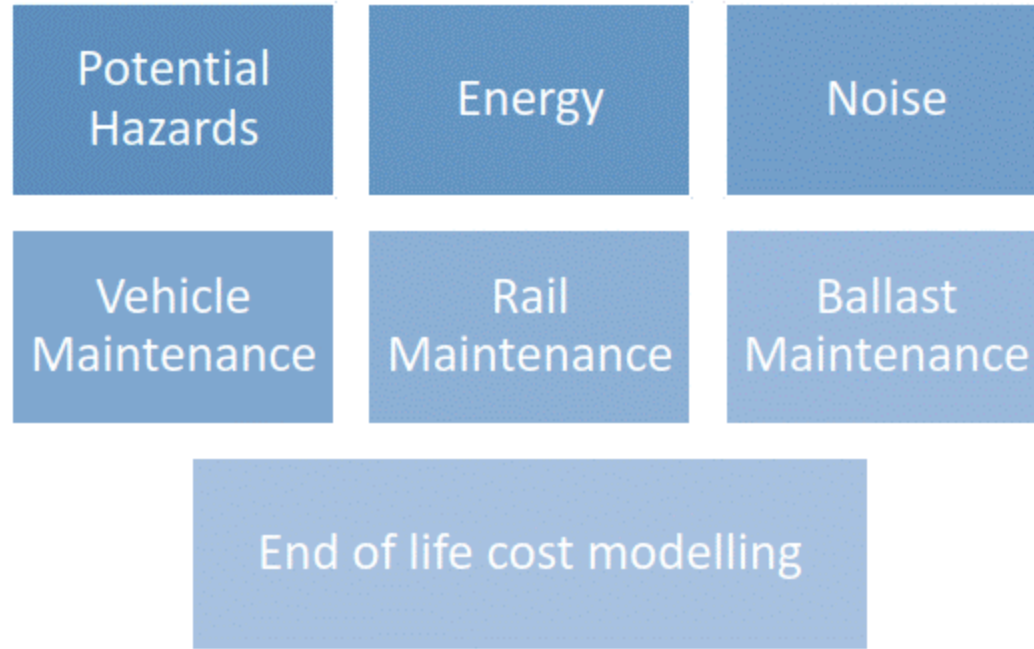 Potential
Hazards
Energy
Noise
Vehicle
Maintenance
Rail
Maintenance
Ballast
Maintenance
End of life cost modelling